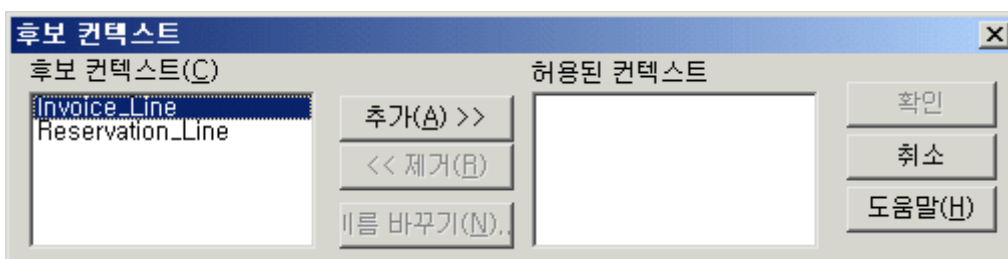 후보 컨텍스트
후보 컨텍스트(C)
Invoice_Line
Reservation_Line
추가(A) >>
<< 제거(R)
이름 바꾸기(N)..
허용된 컨텍스트
확인
취소
도움말(H)